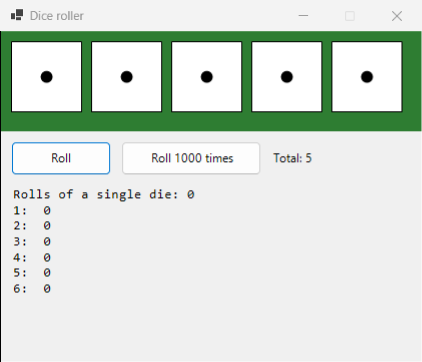 Dice roller
Roll Roll 1000 times Total: 5
Rolls of a single die: 0
1:  0
2:  0
3:  0
4:  0
5:  0
6:  0